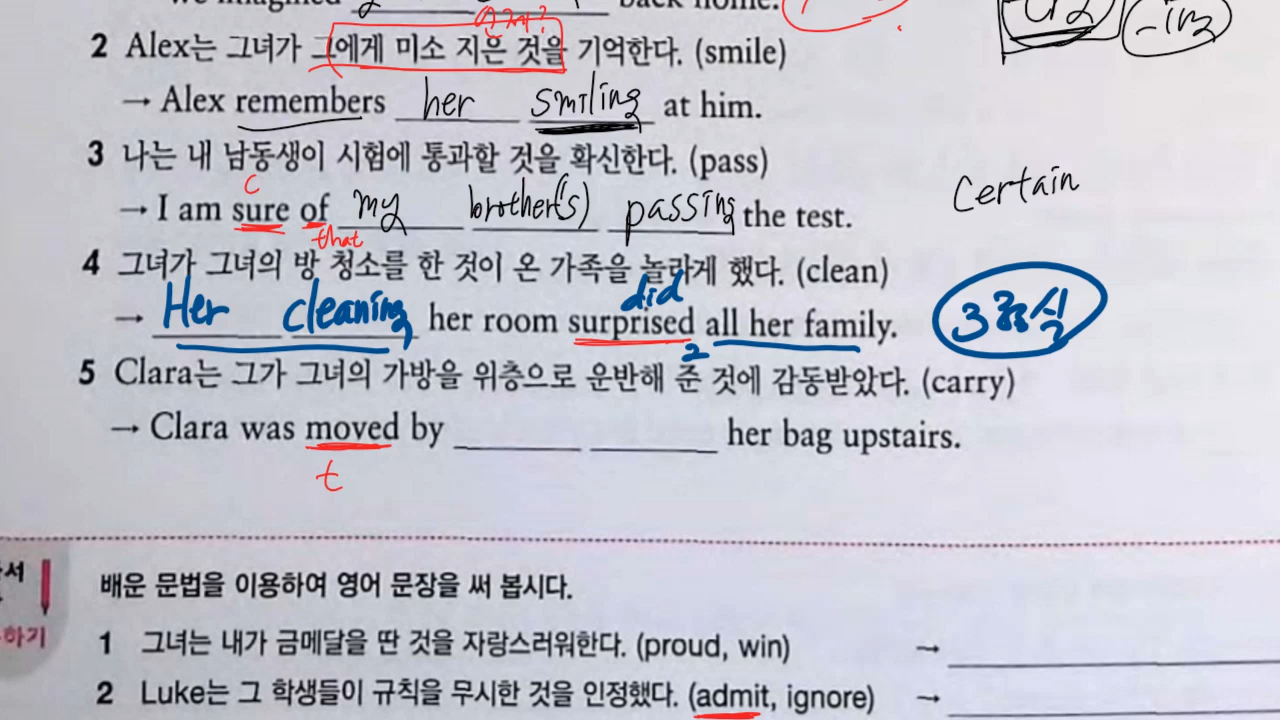 back home.
2 Alex는 그녀가 그에게 미소 지은 것을 기억한다. (smile)
→ Alex remembers her smiling at him.
3 나는 내 남동생이 시험에 통과할 것을 확신한다. (pass)
c
→ I am sure of my brother('s) passing the test.
that
certain
4 그녀가 그녀의 방 청소를 한 것이 온 가족을 놀라게 했다. (clean)
did
→ Her cleaning her room surprised all her family.
3형식
2
5 Clara는 그가 그녀의 가방을 위층으로 운반해 준 것에 감동받았다. (carry)
→ Clara was moved by ______ ______ her bag upstairs.
t
배운 문법을 이용하여 영어 문장을 써 봅시다.
하기
1 그녀는 내가 금메달을 딴 것을 자랑스러워한다. (proud, win) →
2 Luke는 그 학생들이 규칙을 무시한 것을 인정했다. (admit, ignore) →